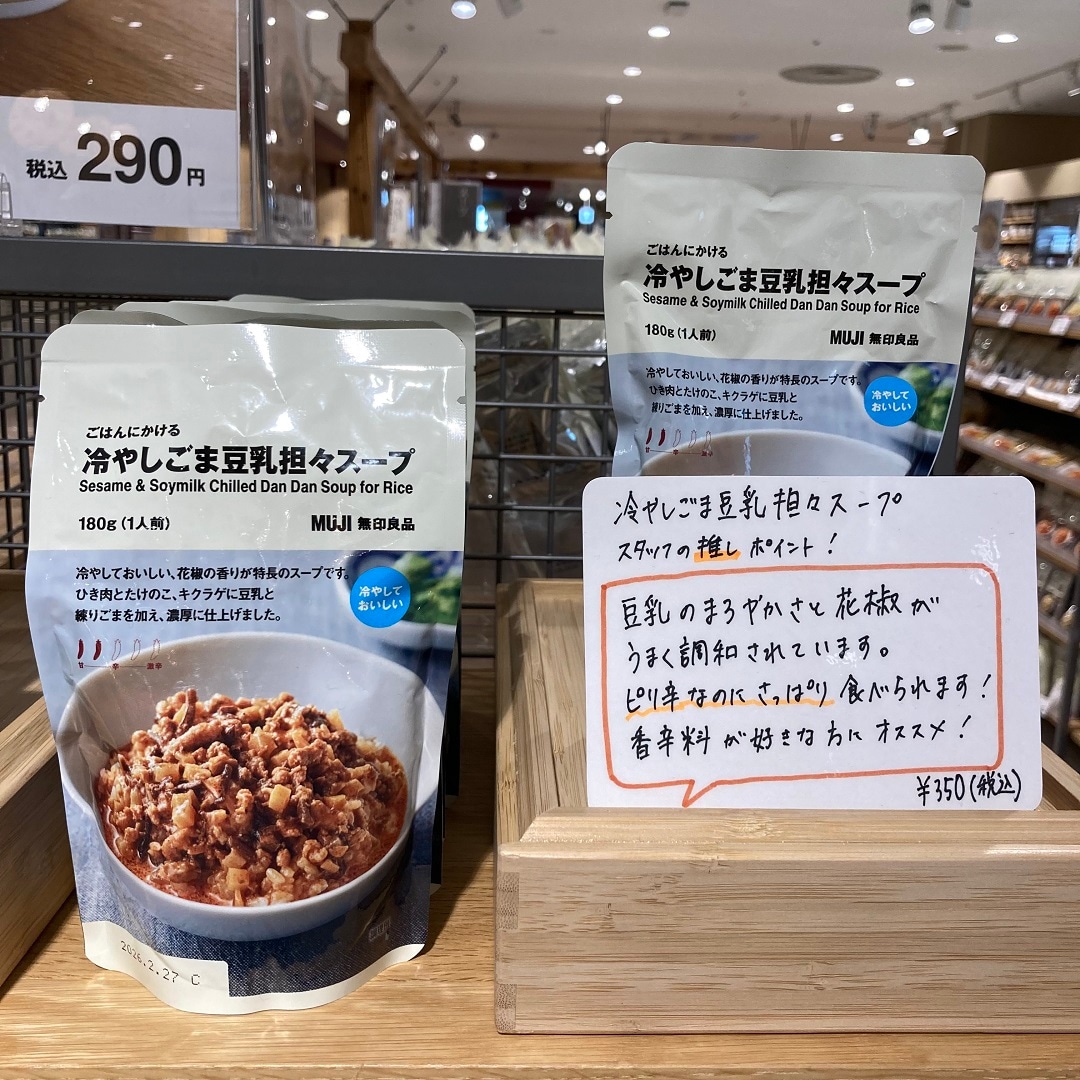 税込 290円
ごはんにかける
冷やしごま豆乳担々スープ
Sesame & Soymilk Chilled Dan Dan Soup for Rice
180g(1人前)
MUJI 無印良品
冷やしておいしい、花椒の香りが特長のスープです。
ひき肉とたけのこ、キクラゲに豆乳と
練りごまを加え、濃厚に仕上げました。
冷やして
おいしい
甘 辛 激辛
ごはんにかける
冷やしごま豆乳担々スープ
Sesame & Soymilk Chilled Dan Dan Soup for Rice
180g(1人前)
MUJI 無印良品
冷やしておいしい、花椒の香りが特長のスープです。
ひき肉とたけのこ、キクラゲに豆乳と
練りごまを加え、濃厚に仕上げました。
冷やして
おいしい
甘 辛 激辛
2026.2.27 C
冷やしごま豆乳担々スープ
スタッフの推しポイント!
豆乳のまろやかさと花椒が
うまく調和されています。
ピリ辛なのにさっぱり食べられます!
香辛料が好きな方にオススメ!
¥350(税込)